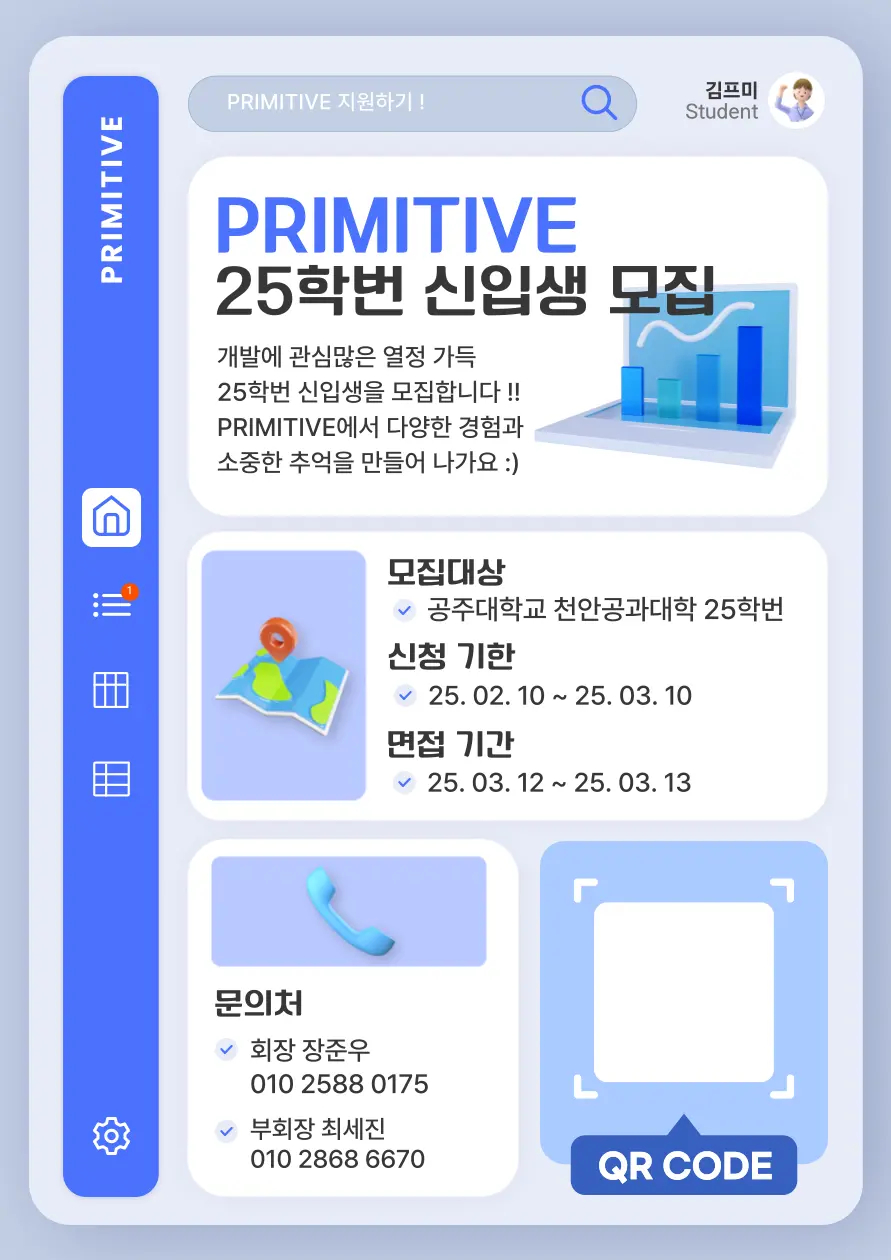 PRIMITIVE
PRIMITIVE 지원하기 !
김프미
Student
PRIMITIVE
25학번 신입생 모집
개발에 관심많은 열정 가득
25학번 신입생을 모집합니다 !!
PRIMITIVE에서 다양한 경험과
소중한 추억을 만들어 나가요 :)
1
모집대상
공주대학교 천안공과대학 25학번
신청 기한
25. 02. 10 ~ 25. 03. 10
면접 기간
25. 03. 12 ~ 25. 03. 13
문의처
회장 장준우
010 2588 0175
부회장 최세진
010 2868 6670
QR CODE